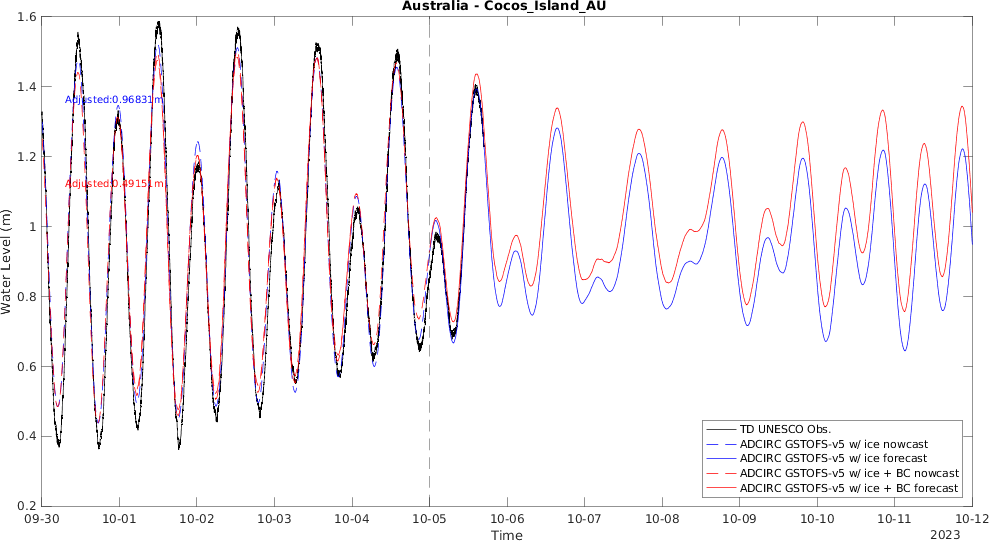 Australia - Cocos_Island_AU
Water Level (m)
1.6
1.4
1.2
1
0.8
0.6
0.4
0.2
Adjusted:0.96831m
Adjusted:0.49151m
TD UNESCO Obs.
ADCIRC GSTOFS-v5 w/ ice nowcast
ADCIRC GSTOFS-v5 w/ ice forecast
ADCIRC GSTOFS-v5 w/ ice + BC nowcast
ADCIRC GSTOFS-v5 w/ ice + BC forecast
09-30 10-01 10-02 10-03 10-04 10-05 10-06 10-07 10-08 10-09 10-10 10-11 10-12
Time
2023